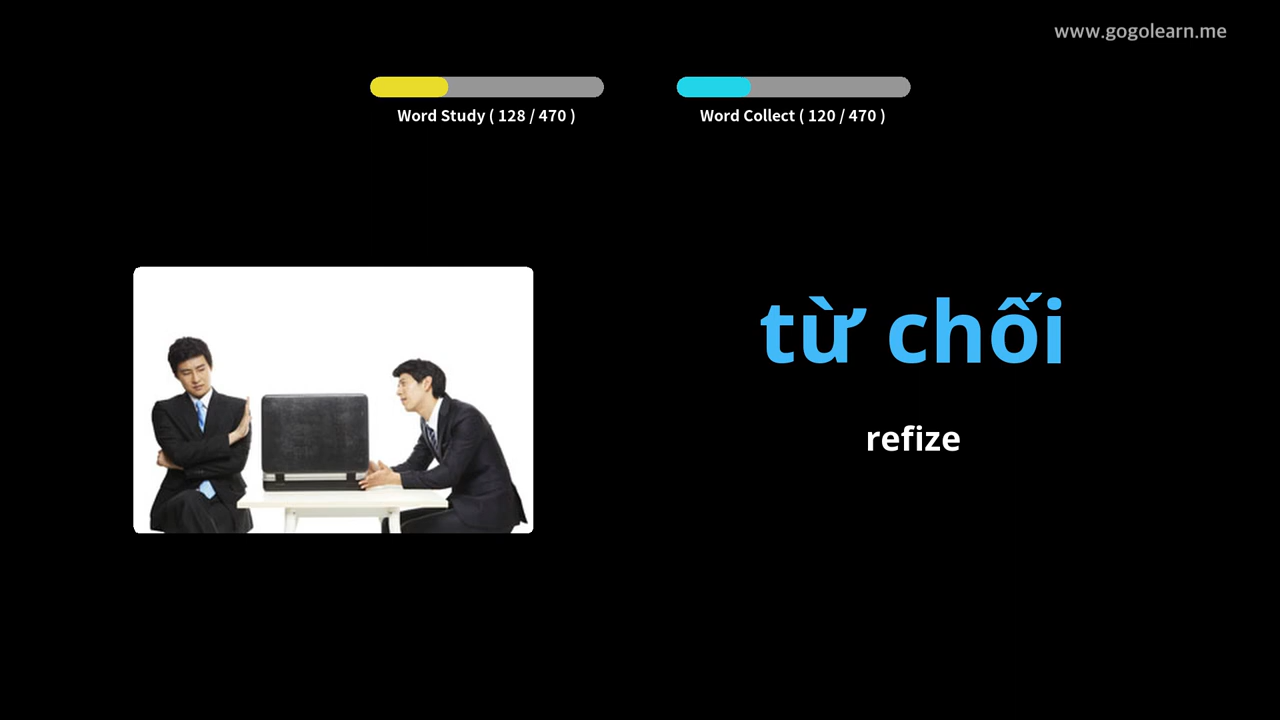 www.gogolearn.me
Word Study ( 128 / 470 )
Word Collect ( 120 / 470 )
từ chối
refize